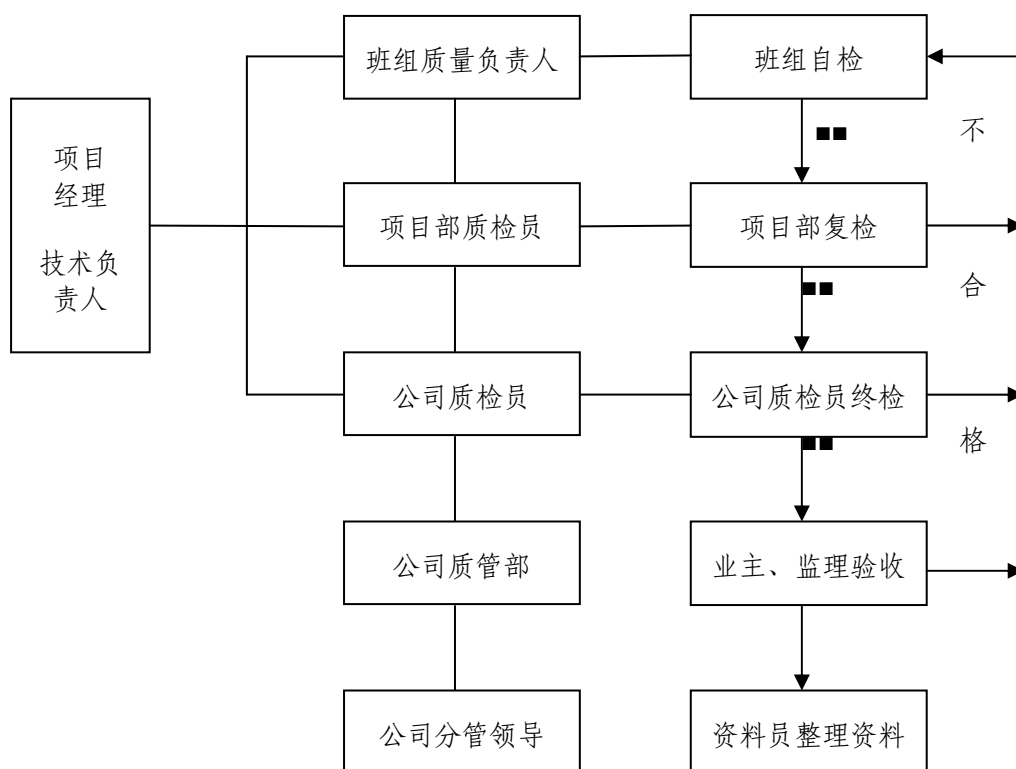 班组质量负责人
班组自检
不
项目
经理
技术负
责人
项目部质检员
项目部复检
合
公司质检员
公司质检员终检
格
公司质管部
业主、监理验收
公司分管领导
资料员整理资料